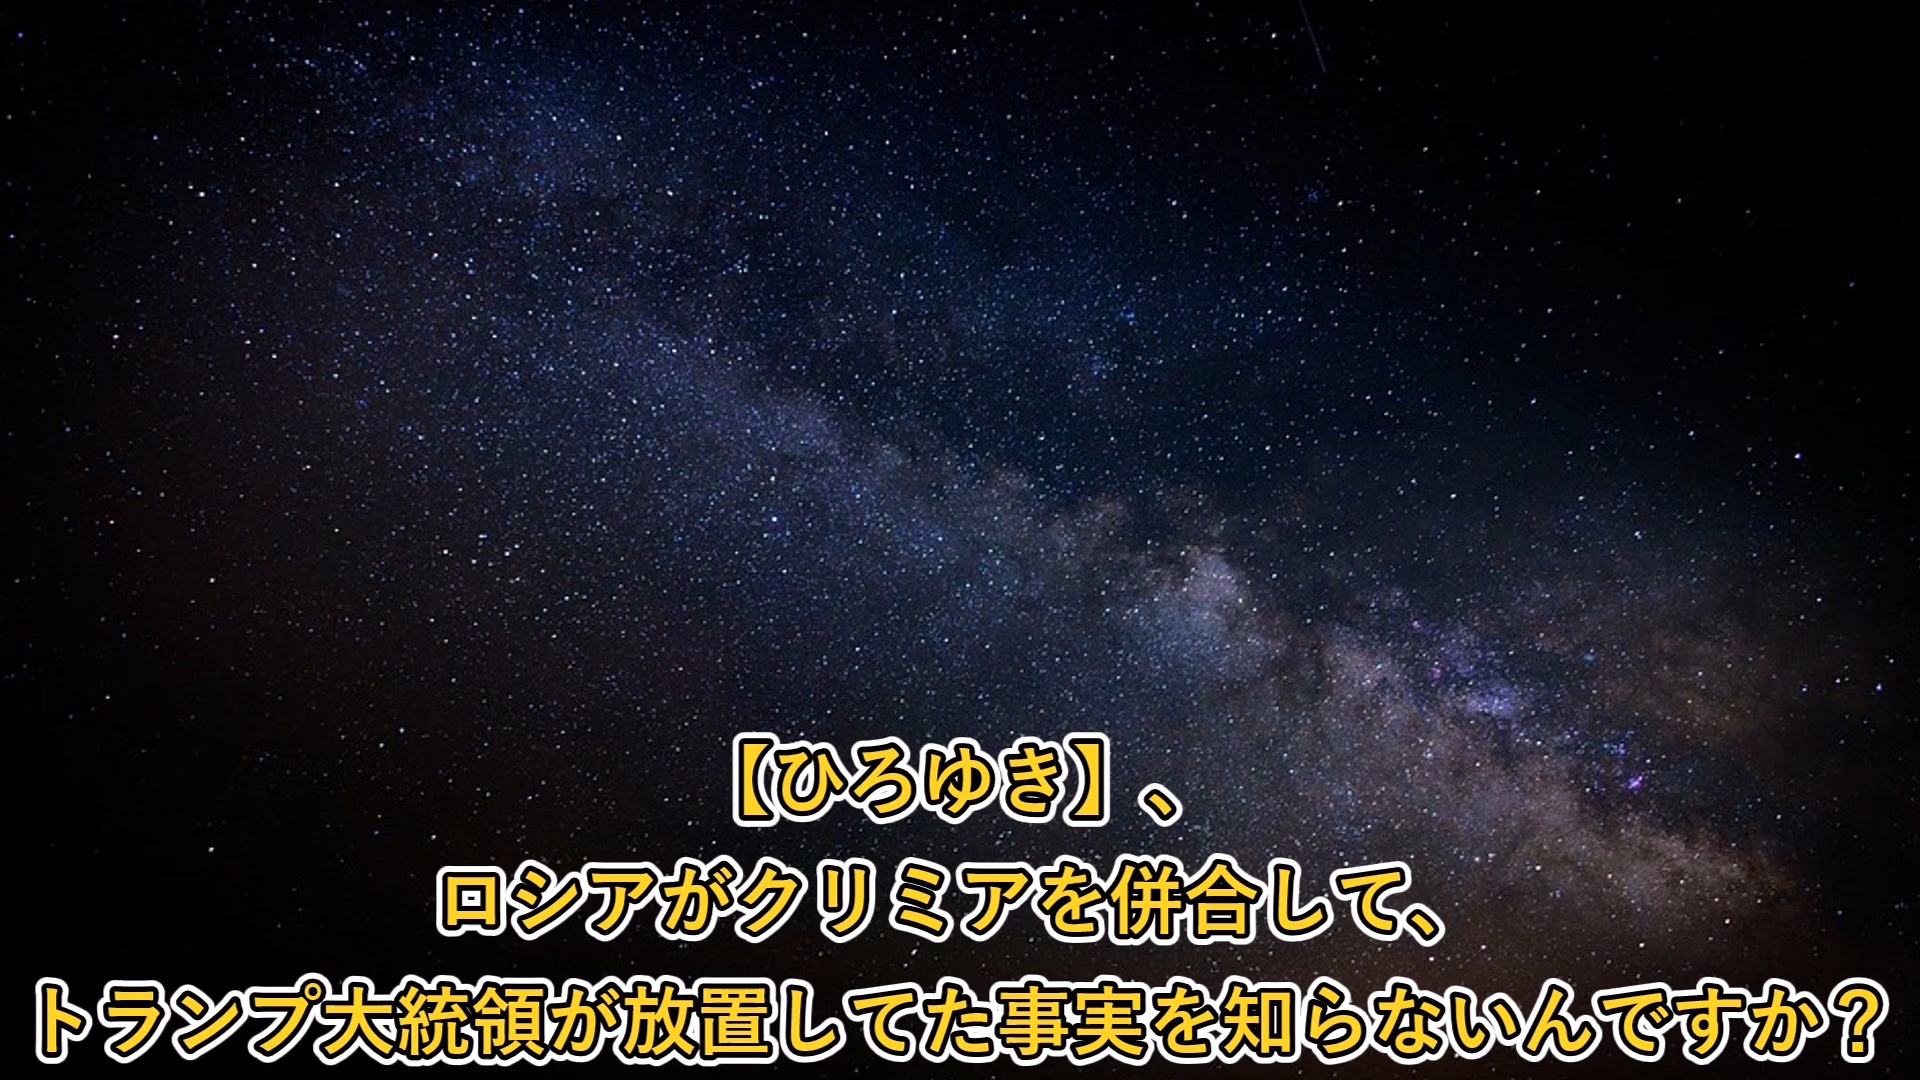 【ひろゆき】、
ロシアがクリミアを併合して、
トランプ大統領が放置してた事実を知らないんですか？